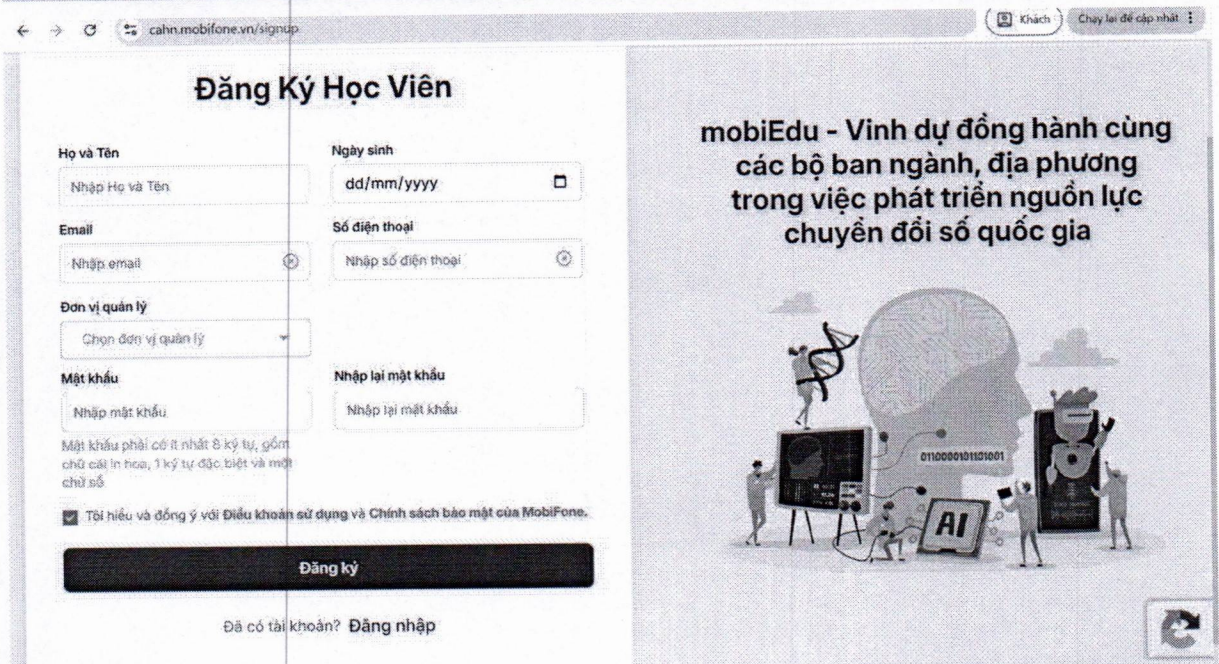 cahn.mobifone.vn/signup
Khách
Chạy lại để cập nhật
Đăng Ký Học Viên
Họ và Tên
Ngày sinh
Nhập Họ và Tên
dd/mm/yyyy
Email
Số điện thoại
Nhập email
Nhập số điện thoại
Đơn vị quản lý
Chọn đơn vị quản lý
Mật khẩu
Nhập lại mật khẩu
Nhập mật khẩu
Nhập lại mật khẩu
Mật khẩu phải có ít nhất 8 ký tự, gồm
chữ cái in hoa, 1 ký tự đặc biệt và một
chữ số
Tôi hiểu và đồng ý với Điều khoản sử dụng và Chính sách bảo mật của MobiFone.
Đăng ký
Đã có tài khoản? Đăng nhập
mobiEdu - Vinh dự đồng hành cùng
các bộ ban ngành, địa phương
trong việc phát triển nguồn lực
chuyển đổi số quốc gia
0110000101101001
AI